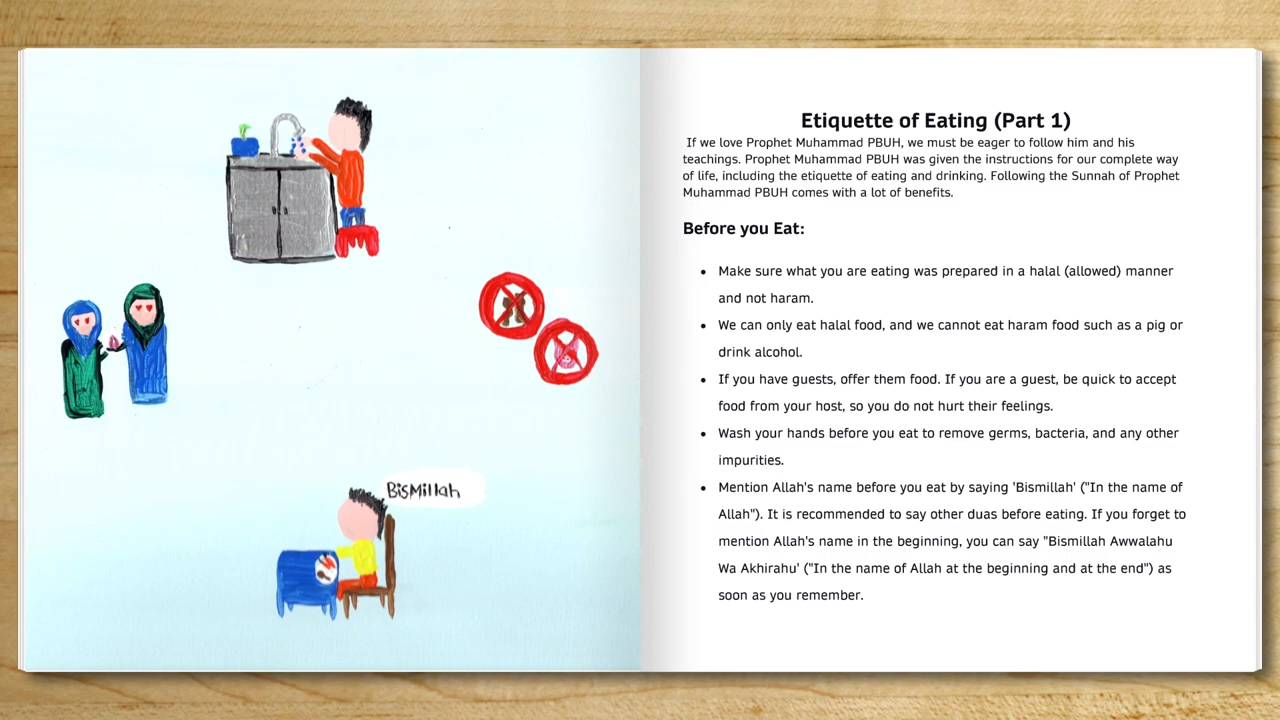 BisMillah
Etiquette of Eating (Part 1)
If we love Prophet Muhammad PBUH, we must be eager to follow him and his
teachings. Prophet Muhammad PBUH was given the instructions for our complete way
of life, including the etiquette of eating and drinking. Following the Sunnah of Prophet
Muhammad PBUH comes with a lot of benefits.
Before you Eat:
• Make sure what you are eating was prepared in a halal (allowed) manner
and not haram.
• We can only eat halal food, and we cannot eat haram food such as a pig or
drink alcohol.
• If you have guests, offer them food. If you are a guest, be quick to accept
food from your host, so you do not hurt their feelings.
• Wash your hands before you eat to remove germs, bacteria, and any other
impurities.
• Mention Allah's name before you eat by saying 'Bismillah' ("In the name of
Allah"). It is recommended to say other duas before eating. If you forget to
mention Allah's name in the beginning, you can say "Bismillah Awwalahu
Wa Akhirahu' ("In the name of Allah at the beginning and at the end") as
soon as you remember.